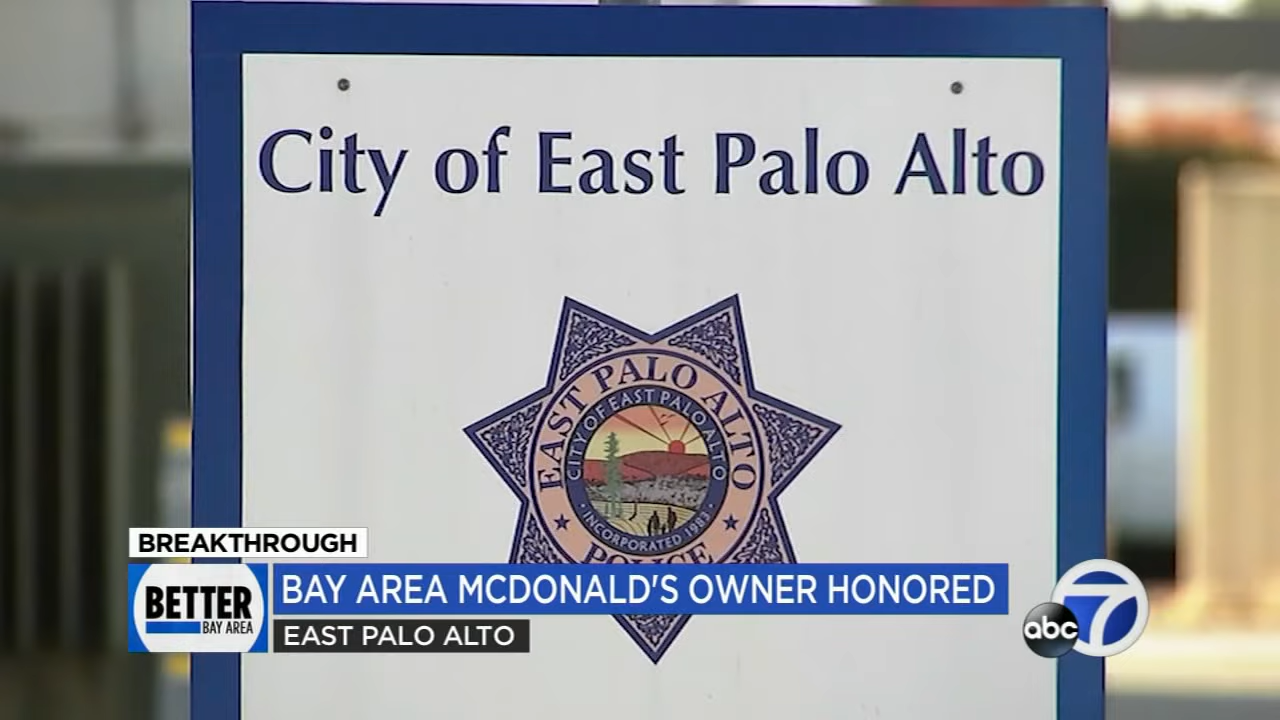 City of East Palo Alto
EAST PALO ALTO
CITY OF EAST PALO ALTO
INCORPORATED 1983
POLICE
BREAKTHROUGH
BETTER
BAY AREA
BAY AREA MCDONALD'S OWNER HONORED
EAST PALO ALTO
abc 7